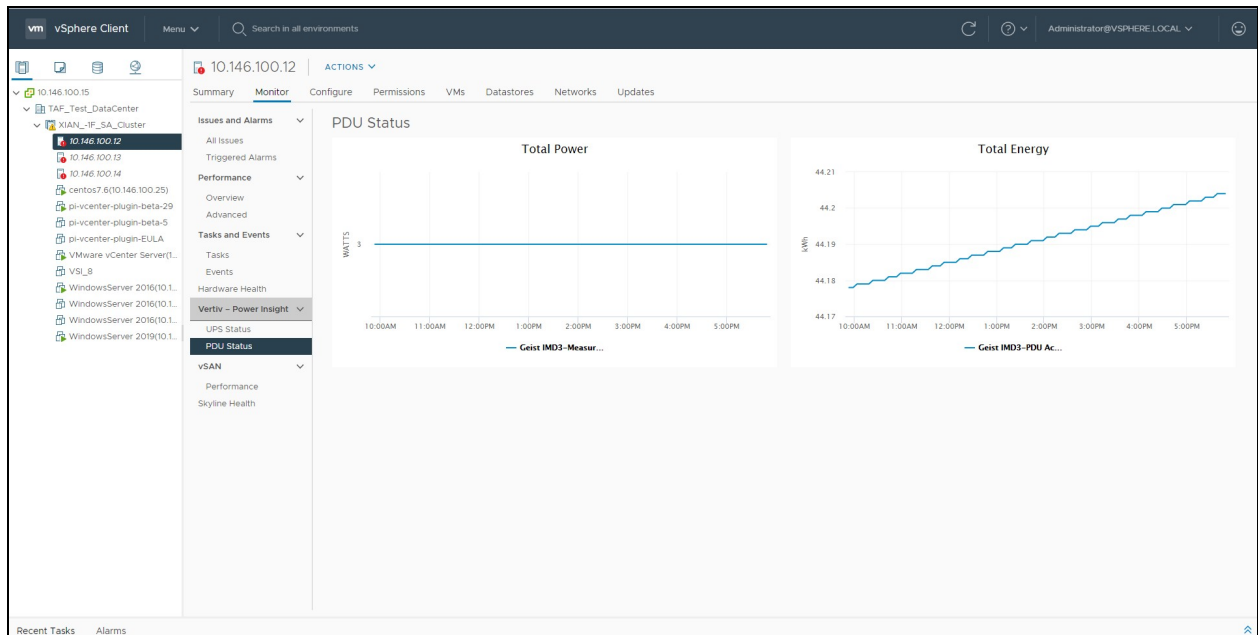 vm vSphere Client Menu Search in all environments Administrator@VSPHERE.LOCAL
10.146.100.15
TAF_Test_DataCenter
XIAN_-1F_SA_Cluster
10.146.100.12
10.146.100.13
10.146.100.14
centos7.6(10.146.100.25)
pi-vcenter-plugin-beta-29
pi-vcenter-plugin-beta-5
pi-vcenter-plugin-EULA
VMware vCenter Server(1...
VSI_8
WindowsServer 2016(10.1...
WindowsServer 2016(10.1...
WindowsServer 2016(10.1...
WindowsServer 2019(10.1...
10.146.100.12 ACTIONS
Summary Monitor Configure Permissions VMs Datastores Networks Updates
Issues and Alarms
All Issues
Triggered Alarms
Performance
Overview
Advanced
Tasks and Events
Tasks
Events
Hardware Health
Vertiv – Power Insight
UPS Status
PDU Status
vSAN
Performance
Skyline Health
PDU Status
Total Power
WATTS
3
10:00AM 11:00AM 12:00PM 1:00PM 2:00PM 3:00PM 4:00PM 5:00PM
Geist IMD3-Measur...
Total Energy
kWh
44.21
44.2
44.19
44.18
44.17
10:00AM 11:00AM 12:00PM 1:00PM 2:00PM 3:00PM 4:00PM 5:00PM
Geist IMD3-PDU Ac...
Recent Tasks Alarms